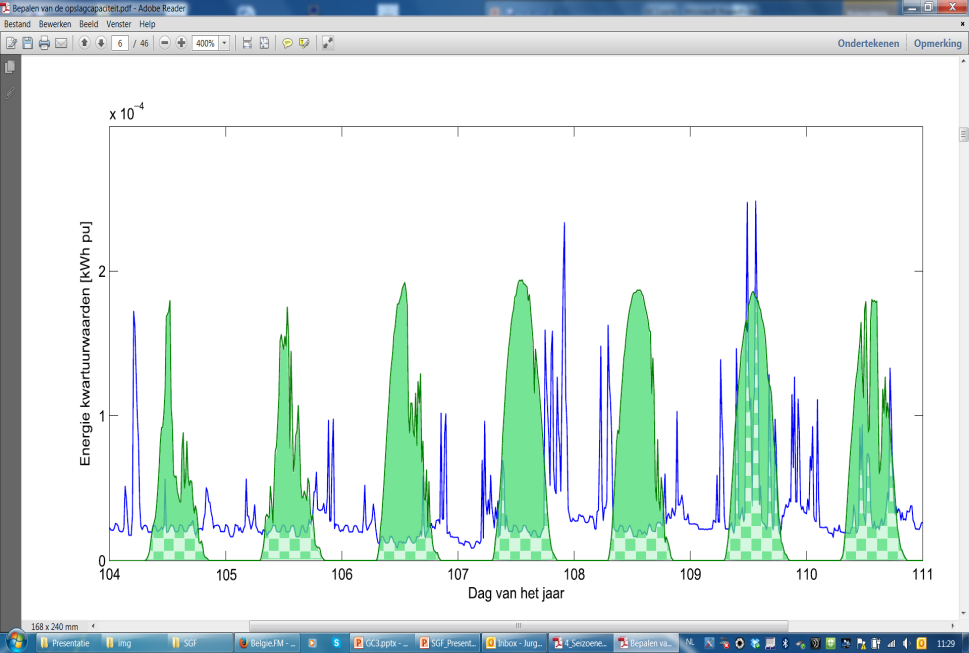 Bepalen van de opslagcapaciteit.pdf - Adobe Reader
Bestand Bewerken Beeld Venster Help
6 / 46 400% Ondertekenen Opmerking
x 10⁻⁴
Energie kwartuurwaarden [kWh pu]
2
1
0
104 105 106 107 108 109 110 111
Dag van het jaar
168 x 240 mm
Presentatie img SGF Belgie.FM - ... GC3.pptx - ... SGF_Present... Inbox - Jurg... 4_Seizoene... Bepalen va... NL 11:29